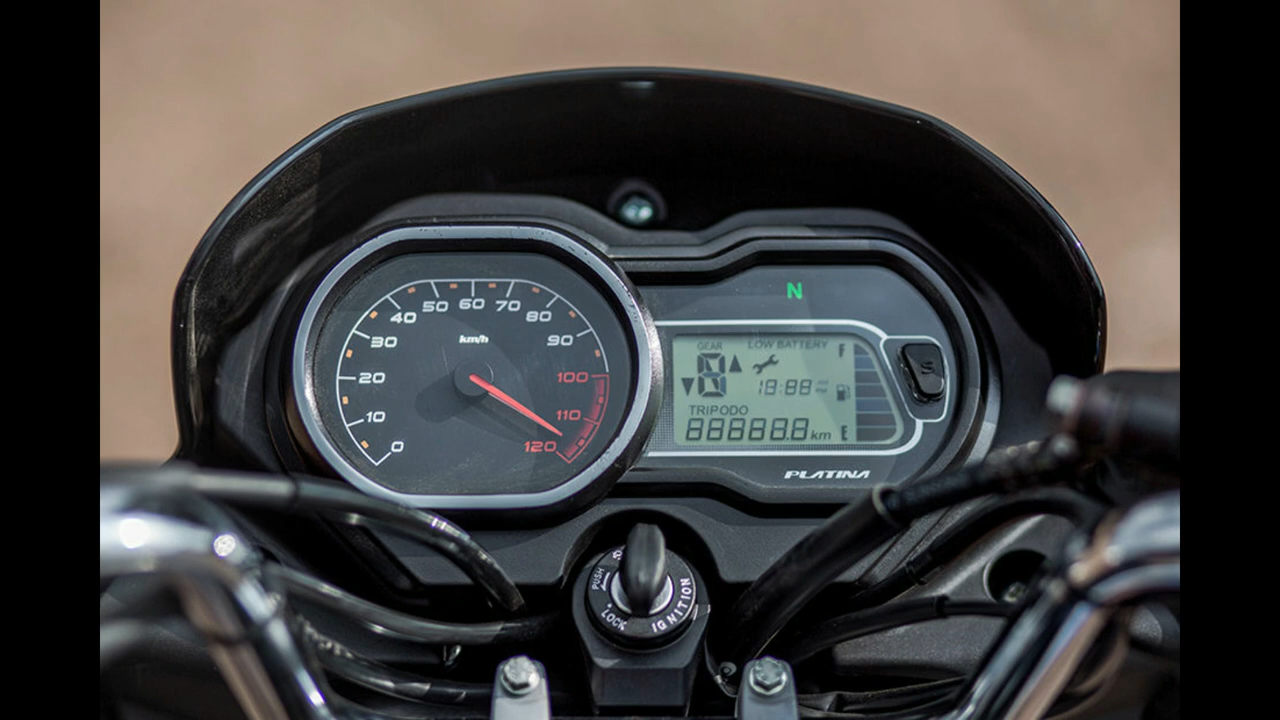 N
0
10
20
30
40
50
60
70
80
90
100
110
120
km/h
GEAR LOW BATTERY F
8
18:88
TRIPODO
88888.8 km E
PLATINA
S
PUSH
LOCK
IGNITION